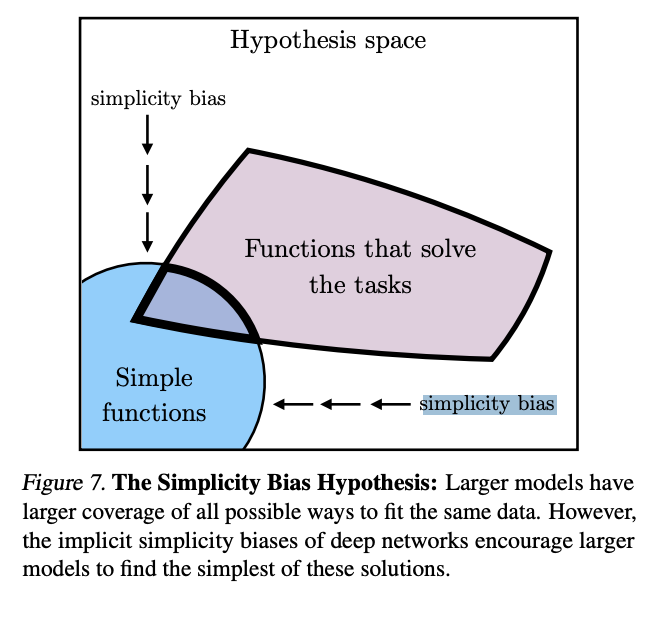 Hypothesis space
simplicity bias
Functions that solve
the tasks
Simple
functions
simplicity bias
Figure 7. The Simplicity Bias Hypothesis: Larger models have
larger coverage of all possible ways to fit the same data. However,
the implicit simplicity biases of deep networks encourage larger
models to find the simplest of these solutions.